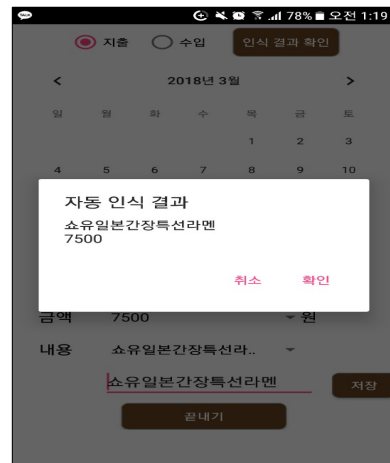 78% 오전 1:19
지출 수입 인식 결과 확인
< 2018년 3월 >
일 월 화 수 목 금 토
1 2 3
4 5 6 7 8 9 10
자동 인식 결과
쇼유일본간장특선라멘
7500
취소 확인
금액 7500 원
내용 쇼유일본간장특선라..
쇼유일본간장특선라멘 저장
끝내기